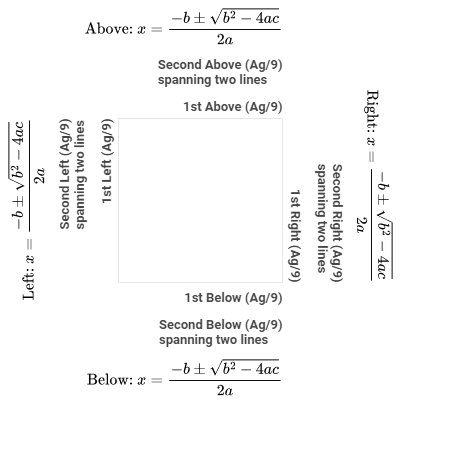 Above: x = (−b ± √(b² − 4ac)) / 2a
Second Above (Ag/9)
spanning two lines
1st Above (Ag/9)
Left: x = (−b ± √(b² − 4ac)) / 2a
Second Left (Ag/9)
spanning two lines
1st Left (Ag/9)
1st Right (Ag/9)
Second Right (Ag/9)
spanning two lines
Right: x = (−b ± √(b² − 4ac)) / 2a
1st Below (Ag/9)
Second Below (Ag/9)
spanning two lines
Below: x = (−b ± √(b² − 4ac)) / 2a